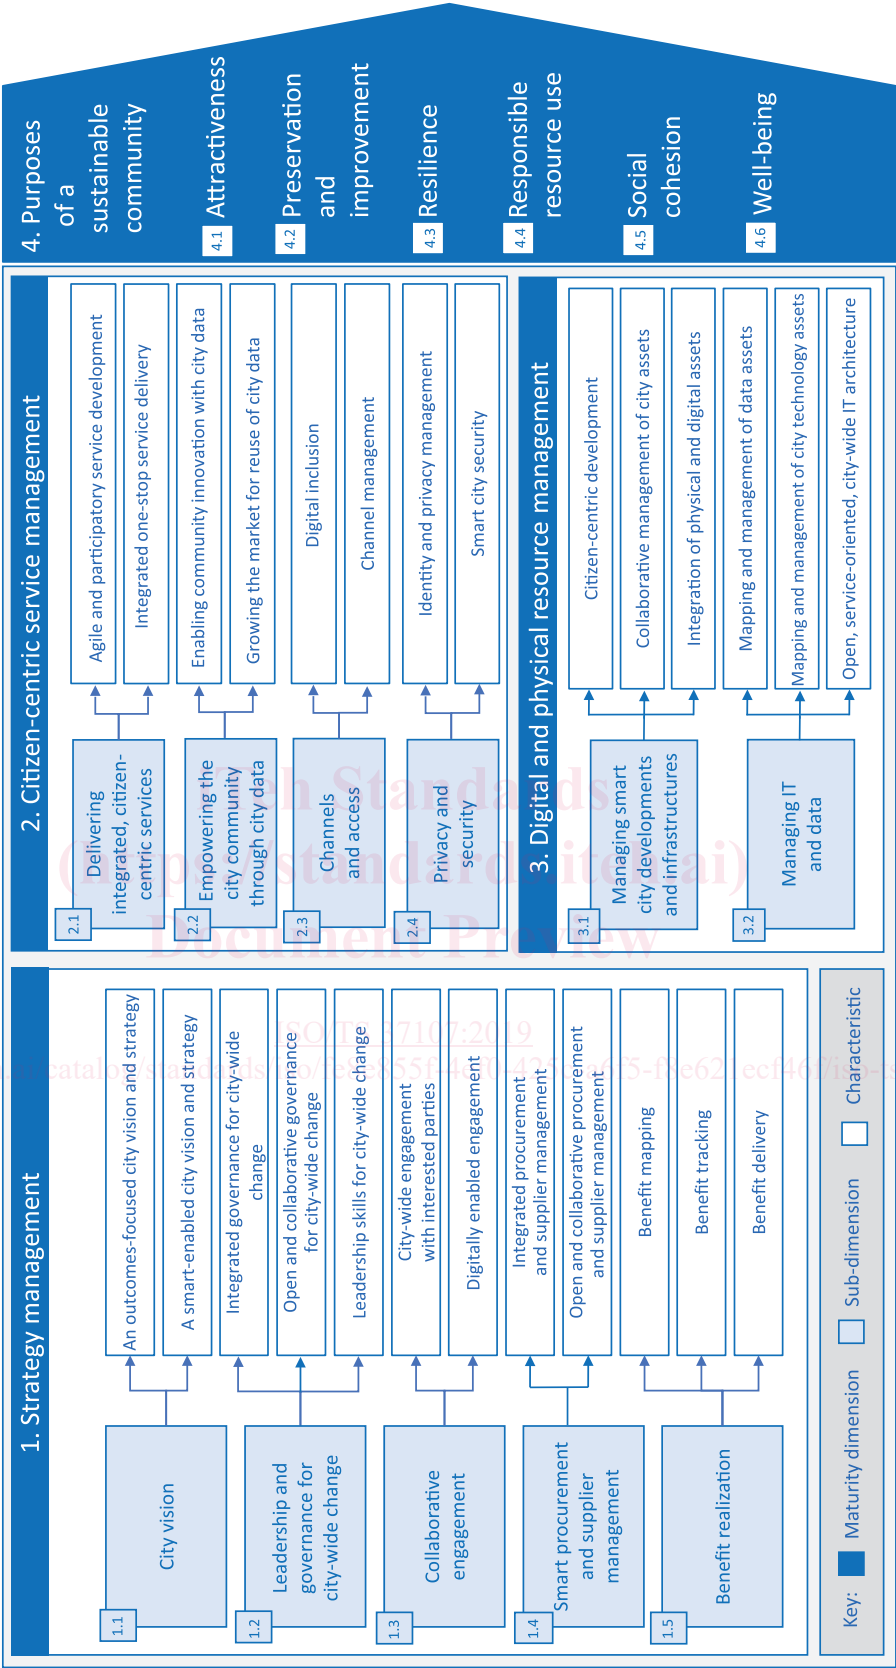 1. Strategy management
1.1
City vision
An outcomes-focused city vision and strategy
A smart-enabled city vision and strategy
1.2
Leadership and
governance for
city-wide change
Integrated governance for city-wide
change
Open and collaborative governance
for city-wide change
Leadership skills for city-wide change
1.3
Collaborative
engagement
City-wide engagement
with interested parties
Digitally enabled engagement
1.4
Smart procurement
and supplier
management
Integrated procurement
and supplier management
Open and collaborative procurement
and supplier management
1.5
Benefit realization
Benefit mapping
Benefit tracking
Benefit delivery
2. Citizen-centric service management
2.1
Delivering
integrated, citizen-
centric services
Agile and participatory service development
Integrated one-stop service delivery
2.2
Empowering the
city community
through city data
Enabling community innovation with city data
Growing the market for reuse of city data
2.3
Channels
and access
Digital inclusion
Channel management
2.4
Privacy and
security
Identity and privacy management
Smart city security
3. Digital and physical resource management
3.1
Managing smart
city developments
and infrastructures
Citizen-centric development
Collaborative management of city assets
Integration of physical and digital assets
3.2
Managing IT
and data
Mapping and management of data assets
Mapping and management of city technology assets
Open, service-oriented, city-wide IT architecture
4. Purposes
of a
sustainable
community
4.1
Attractiveness
4.2
Preservation
and
improvement
4.3
Resilience
4.4
Responsible
resource use
4.5
Social
cohesion
4.6
Well-being
Key:
Maturity dimension
Sub-dimension
Characteristic
iTeh Standards
(https://standards.iteh.ai)
Document Preview
ISO/TS 37107:2019